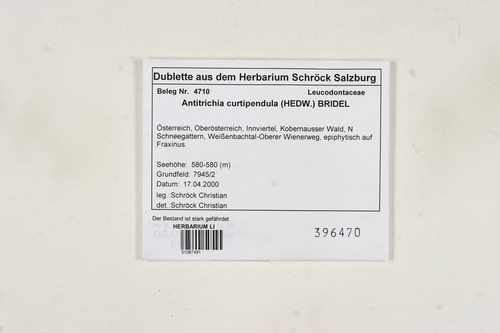 Dublette aus dem Herbarium Schröck Salzburg
Beleg Nr. 4710 Leucodontaceae
Antitrichia curtipendula (HEDW.) BRIDEL
Österreich, Oberösterreich, Innviertel, Kobernausser Wald, N
Schneegattern, Weißenbachtal-Oberer Wienerweg, epiphytisch auf
Fraxinus.
Seehöhe: 580-580 (m)
Grundfeld: 7945/2
Datum: 17.04.2000
leg.: Schröck Christian
det.: Schröck Christian
Der Bestand ist stark gefährdet.
HERBARIUM LI
01067491
396470